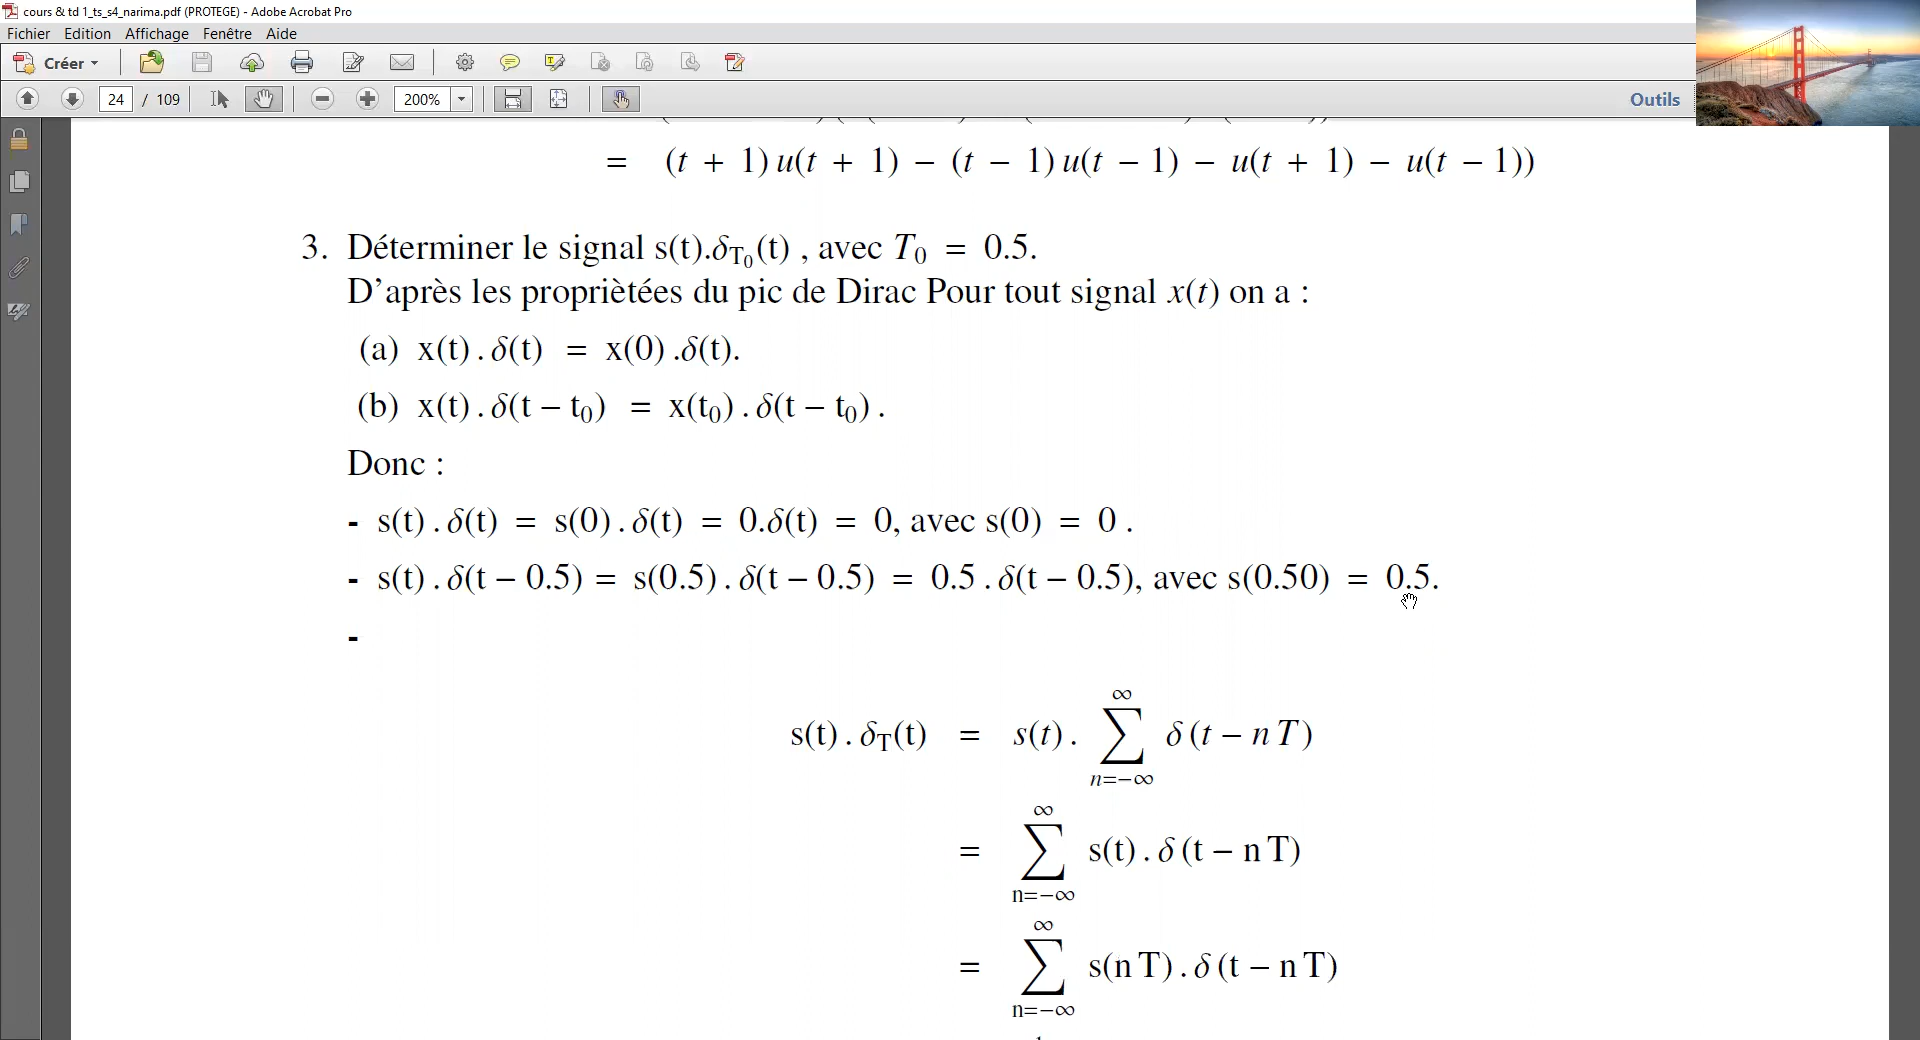 cours & td 1_ts_s4_narima.pdf (PROTEGE) - Adobe Acrobat Pro
Fichier Edition Affichage Fenêtre Aide
Créer
24 / 109 200% Outils
= (t + 1) u(t + 1) − (t − 1) u(t − 1) − u(t + 1) − u(t − 1))
3. Déterminer le signal s(t).δ_{T₀}(t) , avec T₀ = 0.5.
D’après les propriètées du pic de Dirac Pour tout signal x(t) on a :
(a) x(t) . δ(t) = x(0) .δ(t).
(b) x(t) . δ(t − t₀) = x(t₀) . δ(t − t₀) .
Donc :
- s(t) . δ(t) = s(0) . δ(t) = 0.δ(t) = 0, avec s(0) = 0 .
- s(t) . δ(t − 0.5) = s(0.5) . δ(t − 0.5) = 0.5 . δ(t − 0.5), avec s(0.50) = 0.5.
-
s(t) . δ_T(t) = s(t) . ∑_{n=−∞}^{∞} δ (t − n T)
= ∑_{n=−∞}^{∞} s(t) . δ (t − n T)
= ∑_{n=−∞}^{∞} s(n T) . δ (t − n T)